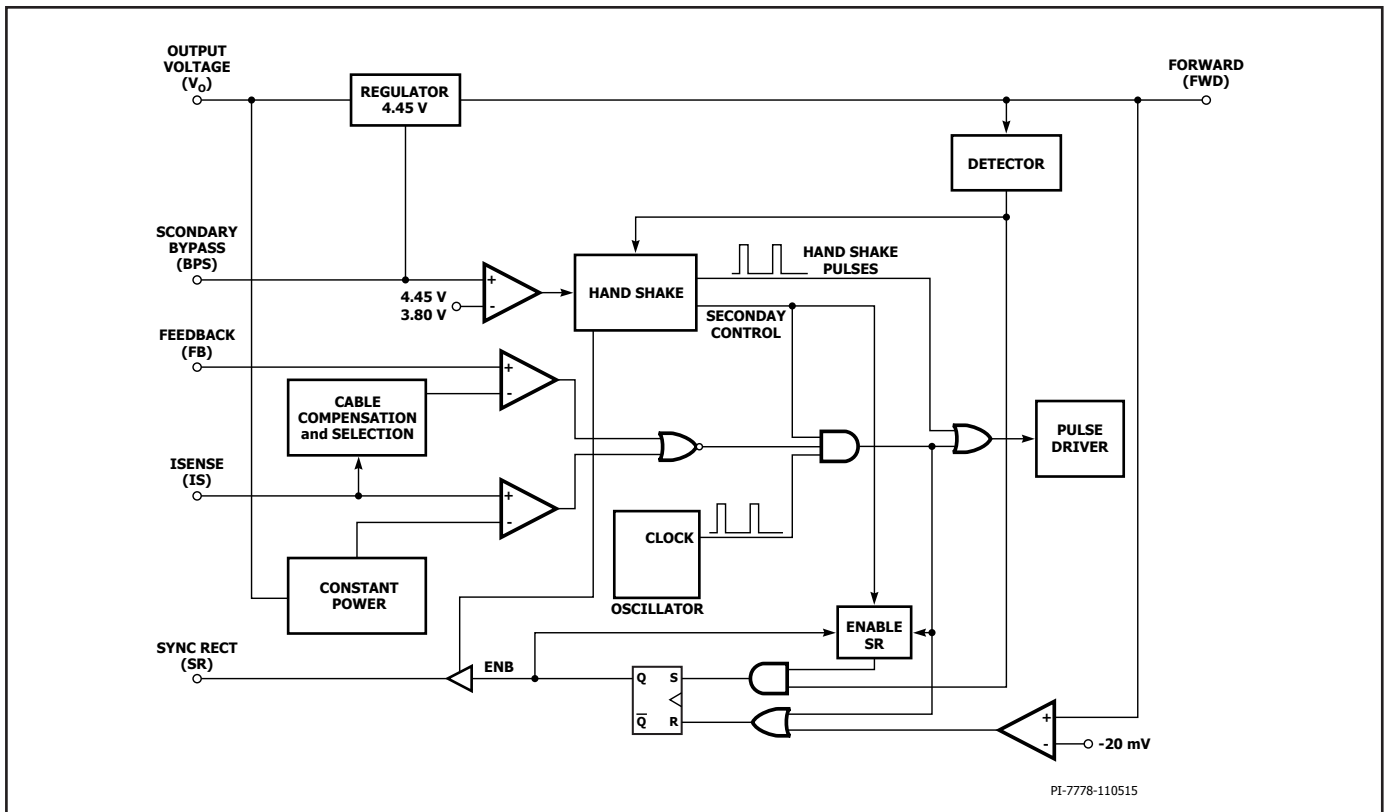 OUTPUT
VOLTAGE
(VO)
REGULATOR
4.45 V
FORWARD
(FWD)
DETECTOR
SCONDARY
BYPASS
(BPS)
+
-
4.45 V
3.80 V
HAND SHAKE
HAND SHAKE
PULSES
SECONDAY
CONTROL
FEEDBACK
(FB)
+
-
CABLE
COMPENSATION
and SELECTION
PULSE
DRIVER
ISENSE
(IS)
+
-
CLOCK
OSCILLATOR
CONSTANT
POWER
ENABLE
SR
SYNC RECT
(SR)
ENB
Q
S
Q
R
+
-
-20 mV
PI-7778-110515